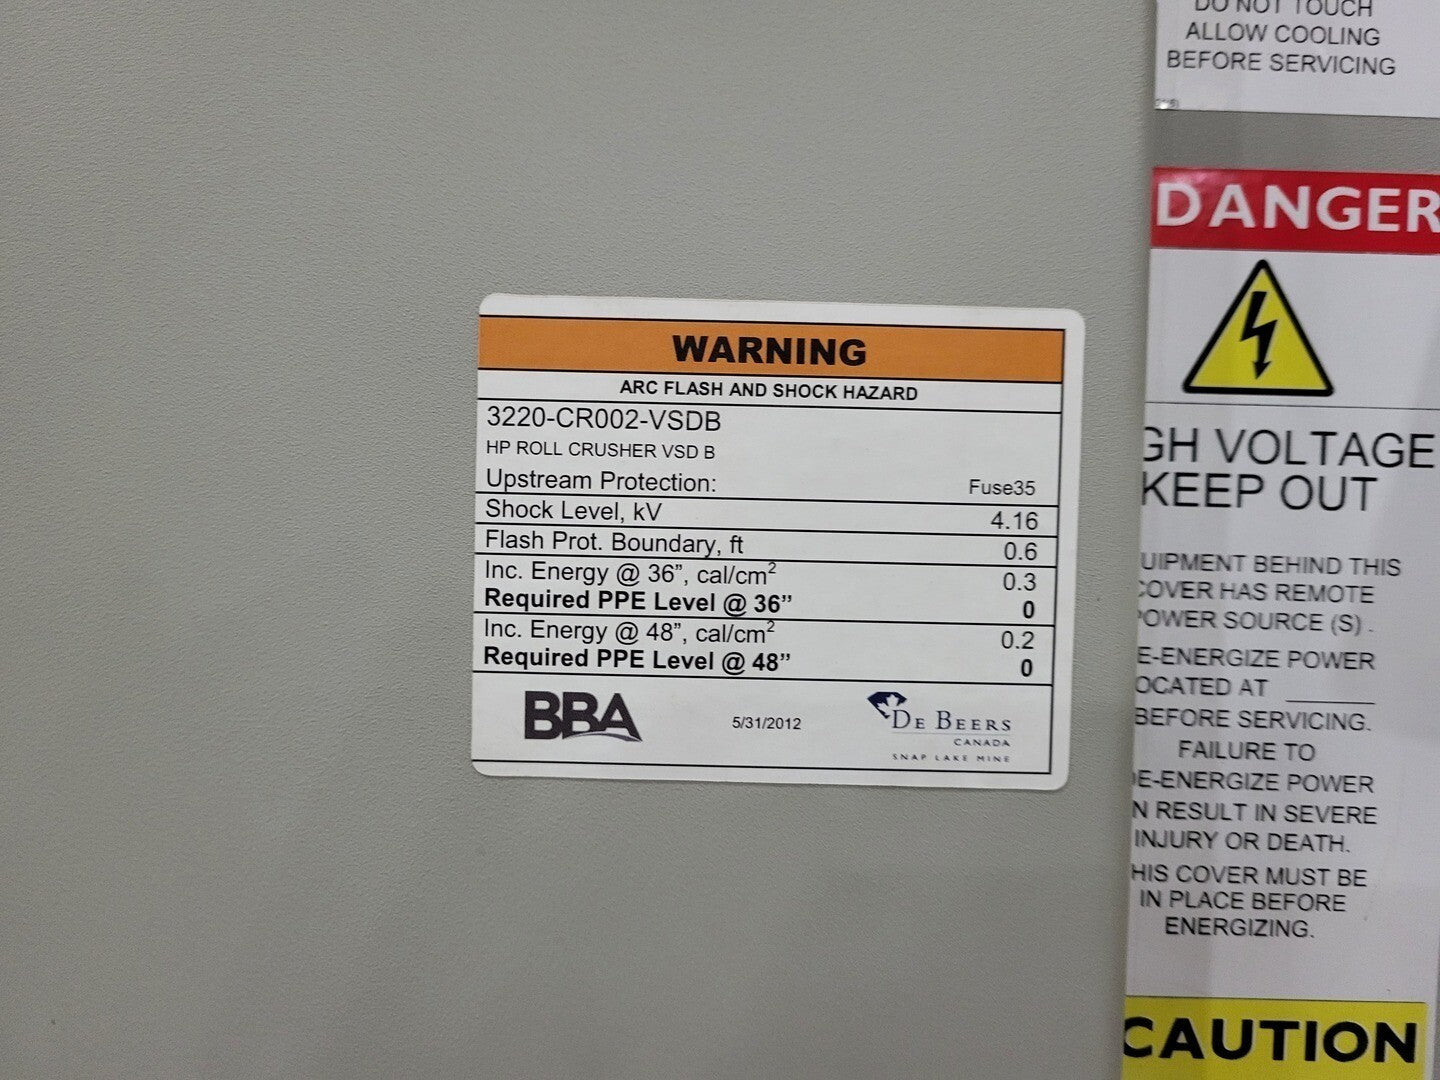 DO NOT TOUCH
ALLOW COOLING
BEFORE SERVICING
WARNING
ARC FLASH AND SHOCK HAZARD
3220-CR002-VSDB
HP ROLL CRUSHER VSD B
Upstream Protection: Fuse35
Shock Level, kV 4.16
Flash Prot. Boundary, ft 0.6
Inc. Energy @ 36”, cal/cm² 0.3
Required PPE Level @ 36” 0
Inc. Energy @ 48”, cal/cm² 0.2
Required PPE Level @ 48” 0
BBA
5/31/2012
DE BEERS
CANADA
SNAP LAKE MINE
DANGER
GH VOLTAGE
KEEP OUT
UIPMENT BEHIND THIS
COVER HAS REMOTE
POWER SOURCE (S) .
E-ENERGIZE POWER
OCATED AT ______
BEFORE SERVICING.
FAILURE TO
DE-ENERGIZE POWER
N RESULT IN SEVERE
INJURY OR DEATH.
HIS COVER MUST BE
IN PLACE BEFORE
ENERGIZING.
CAUTION